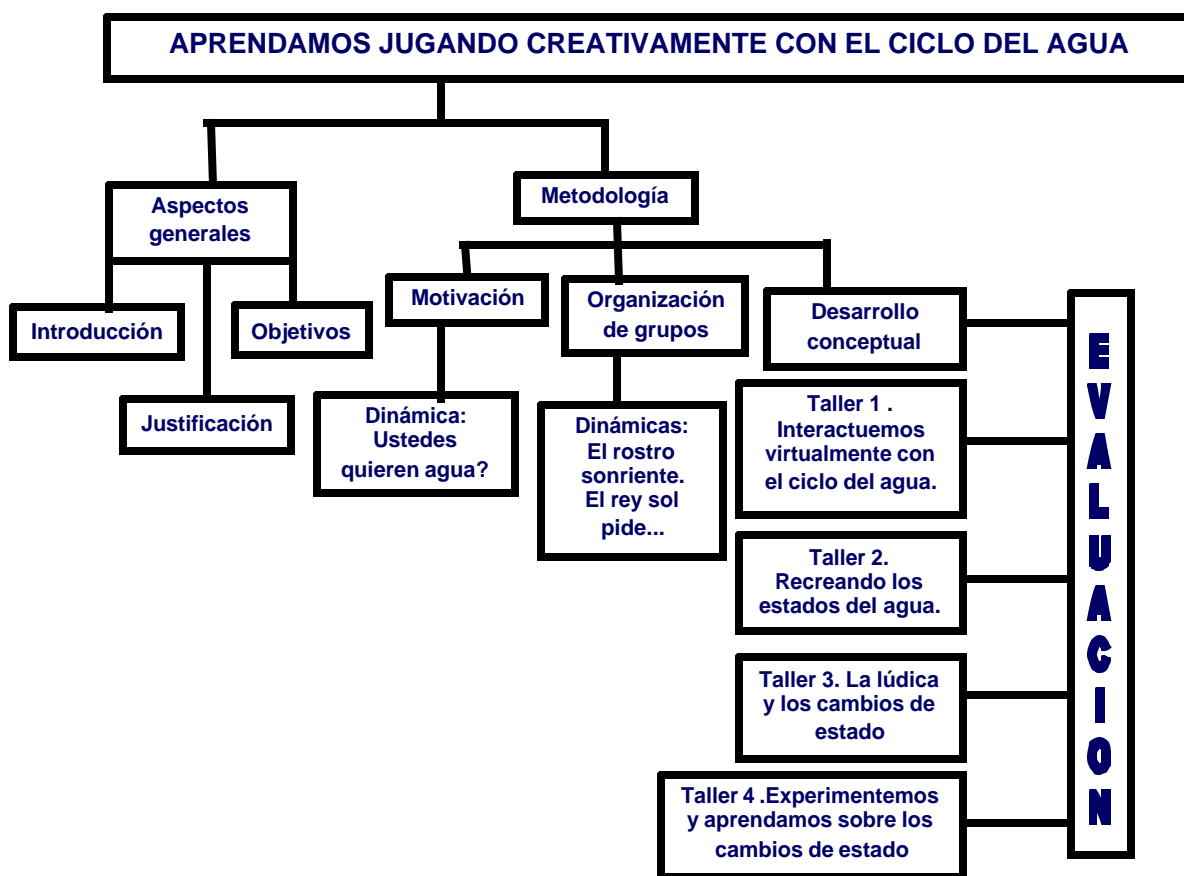 APRENDAMOS JUGANDO CREATIVAMENTE CON EL CICLO DEL AGUA
Aspectos
generales
Metodología
Introducción
Objetivos
Justificación
Motivación
Organización
de grupos
Desarrollo
conceptual
Dinámica:
Ustedes
quieren agua?
Dinámicas:
El rostro
sonriente.
El rey sol
pide...
Taller 1 .
Interactuemos
virtualmente con
el ciclo del agua.
Taller 2.
Recreando los
estados del agua.
Taller 3. La lúdica
y los cambios de
estado
Taller 4 .Experimentemos
y aprendamos sobre los
cambios de estado
EVALUACION